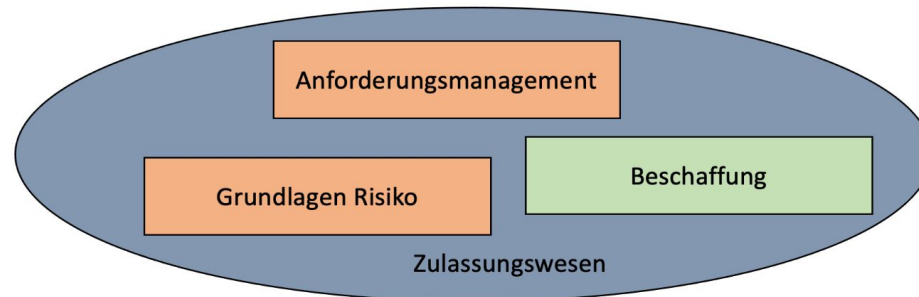 Anforderungsmanagement
Beschaffung
Grundlagen Risiko
Zulassungswesen